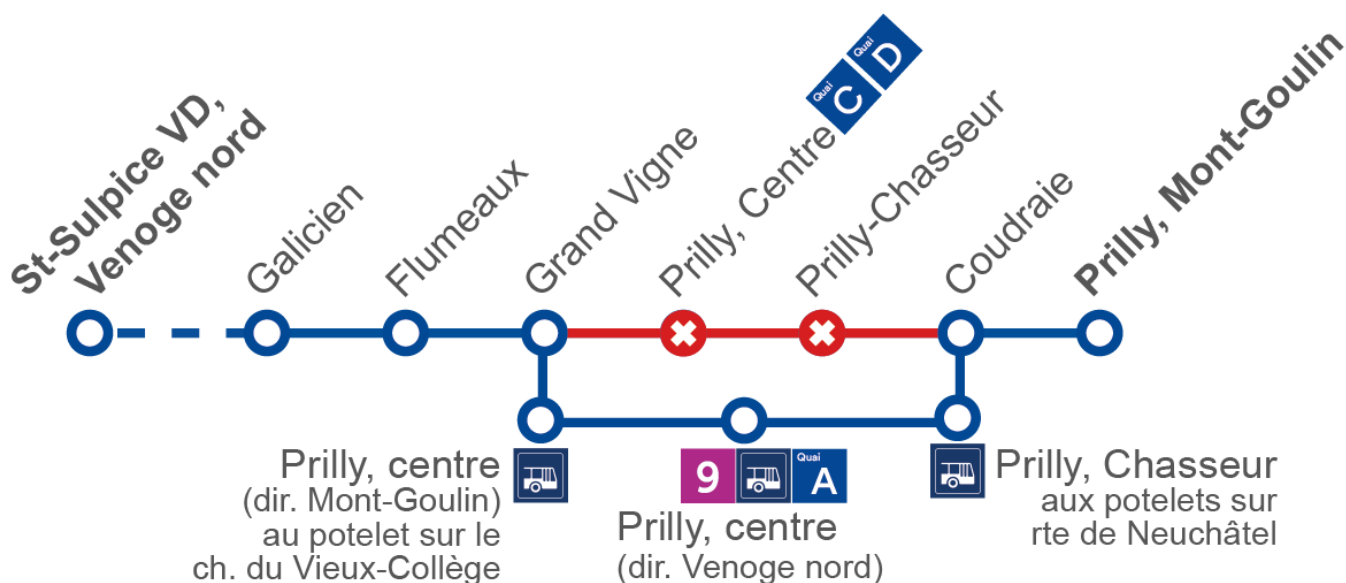 St-Sulpice VD,
Venoge nord
Galicien
Flumeaux
Grand Vigne
Prilly, Centre
Quai
C
Quai
D
Prilly-Chasseur
Coudraie
Prilly, Mont-Goulin
Prilly, centre
(dir. Mont-Goulin)
au potelet sur le
ch. du Vieux-Collège
9
Quai
A
Prilly, centre
(dir. Venoge nord)
Prilly, Chasseur
aux potelets sur
rte de Neuchâtel